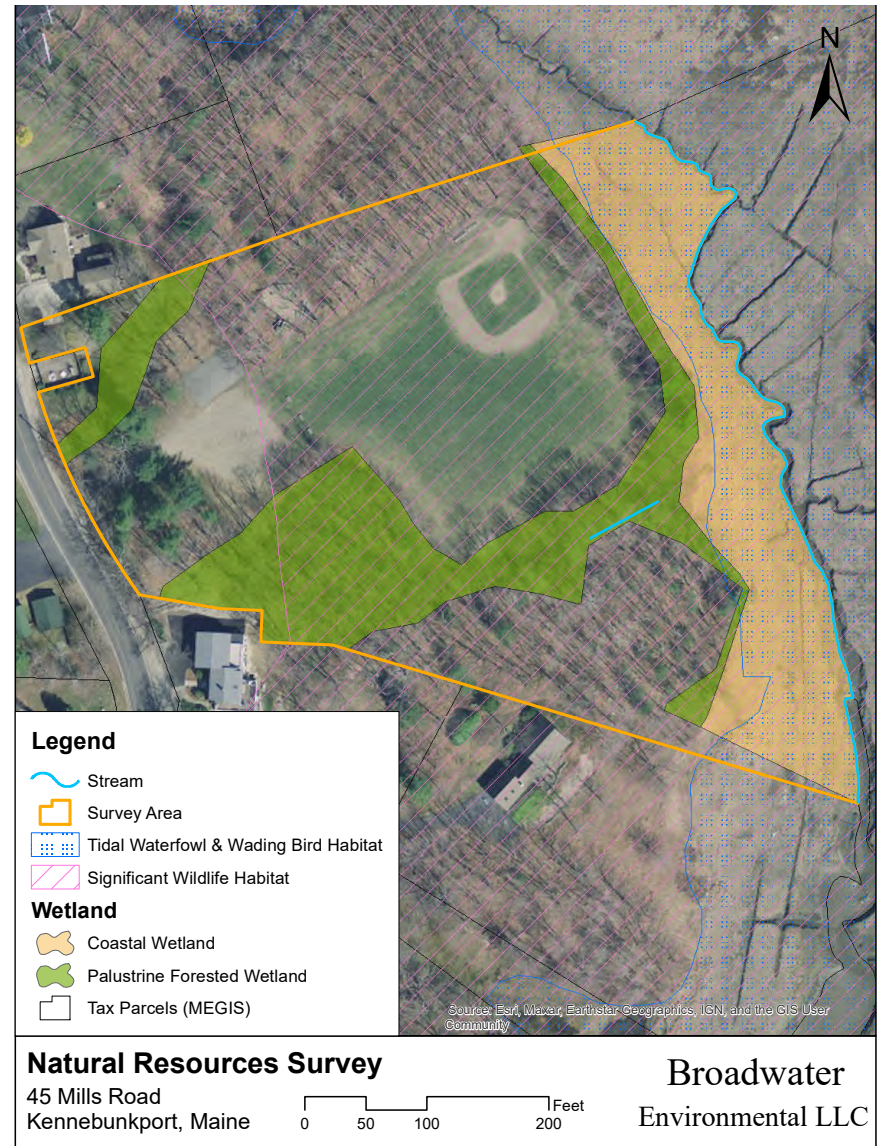 N
Legend
Stream
Survey Area
Tidal Waterfowl & Wading Bird Habitat
Significant Wildlife Habitat
Wetland
Coastal Wetland
Palustrine Forested Wetland
Tax Parcels (MEGIS)
Source: Esri, Maxar, Earthstar Geographics, IGN, and the GIS User
Community
Natural Resources Survey
45 Mills Road
Kennebunkport, Maine
Feet
0 50 100 200
Broadwater
Environmental LLC